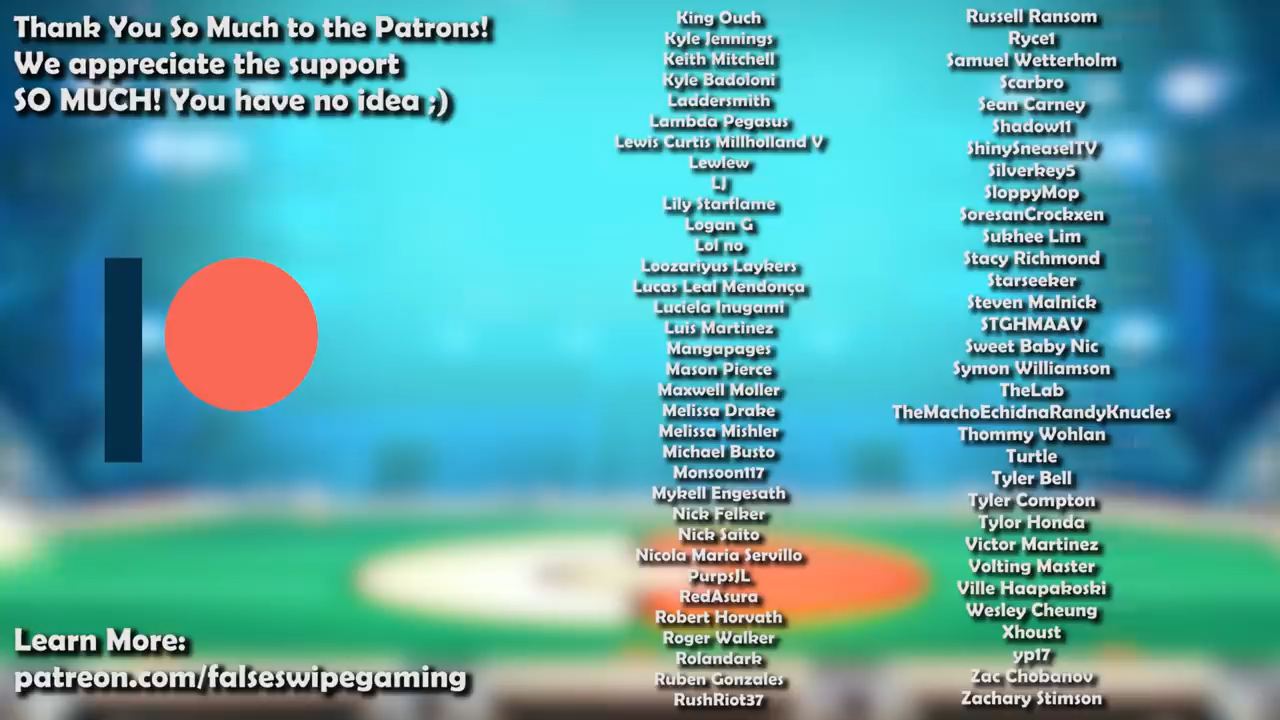 Thank You So Much to the Patrons!
We appreciate the support
SO MUCH! You have no idea ;)
King Ouch
Kyle Jennings
Keith Mitchell
Kyle Badoloni
Laddersmith
Lambda Pegasus
Lewis Curtis Millholland V
Lewlew
LJ
Lily Starflame
Logan G
Lol no
Loozariyus Laykers
Lucas Leal Mendonça
Luciela Inugami
Luis Martinez
Mangapages
Mason Pierce
Maxwell Moller
Melissa Drake
Melissa Mishler
Michael Busto
Monsoon117
Mykell Engesath
Nick Felker
Nick Saito
Nicola Maria Servillo
PurpsJL
RedAsura
Robert Horvath
Roger Walker
Rolandark
Ruben Gonzales
RushRiot37
Russell Ransom
Ryce1
Samuel Wetterholm
Scarbro
Sean Carney
Shadow11
ShinySneaselTV
Silverkey5
SloppyMop
SoresanCrockxen
Sukhee Lim
Stacy Richmond
Starseeker
Steven Malnick
STGHMAAV
Sweet Baby Nic
Symon Williamson
TheLab
TheMachoEchidnaRandyKnucles
Thommy Wohlan
Turtle
Tyler Bell
Tyler Compton
Tylor Honda
Victor Martinez
Volting Master
Ville Haapakoski
Wesley Cheung
Xhoust
yp17
Zac Chobanov
Zachary Stimson
Learn More:
patreon.com/falseswipegaming